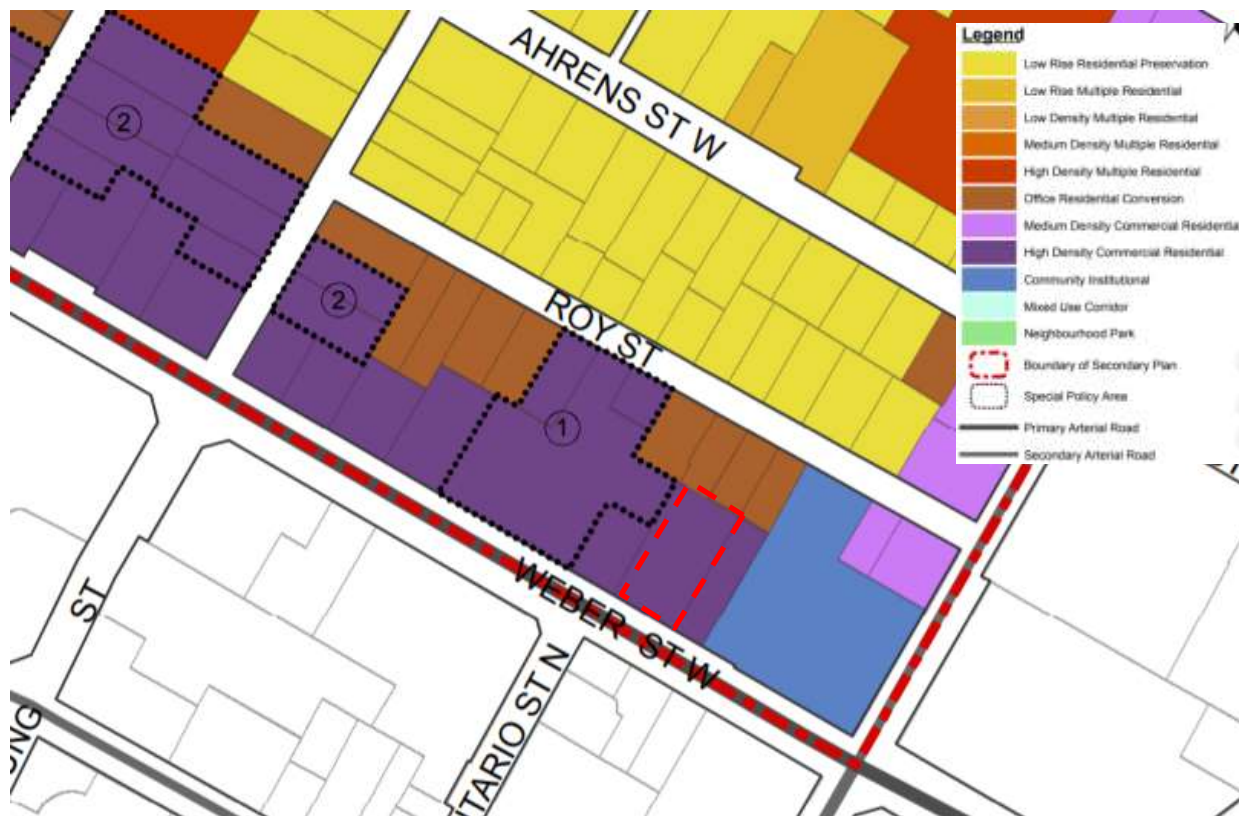 AHRENS ST W
ROY ST
WEBER ST W
ST
2
2
1
Legend
Low Rise Residential Preservation
Low Rise Multiple Residential
Low Density Multiple Residential
Medium Density Multiple Residential
High Density Multiple Residential
Office Residential Conversion
Medium Density Commercial Residentia
High Density Commercial Residential
Community Institutional
Mixed Use Corridor
Neighbourhood Park
Boundary of Secondary Plan
Special Policy Area
Primary Arterial Road
Secondary Arterial Road
NTARIO ST N